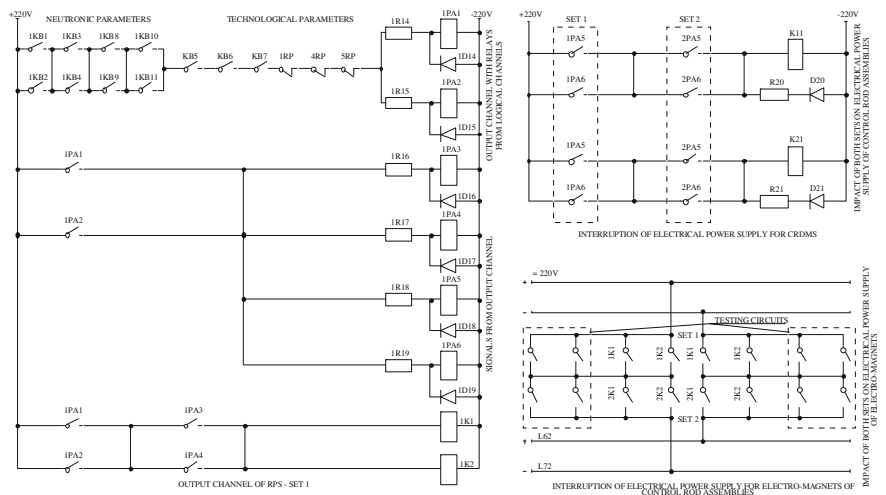 +220V
NEUTRONIC PARAMETERS
TECHNOLOGICAL PARAMETERS
-220V
1KB1
1KB3
1KB8
1KB10
1KB2
1KB4
1KB9
1KB11
KB5
KB6
KB7
1RP
4RP
5RP
1R14
1PA1
1D14
1R15
1PA2
1D15
OUTPUT CHANNEL WITH RELAYS
FROM LOGICAL CHANNELS
1PA1
1R16
1PA3
1D16
1PA2
1R17
1PA4
1D17
1R18
1PA5
1D18
1R19
1PA6
1D19
SIGNALS FROM OUTPUT CHANNEL
1PA1
1PA3
1K1
1PA2
1PA4
1K2
OUTPUT CHANNEL OF RPS - SET 1
+220V
SET 1
SET 2
-220V
1PA5
2PA5
K11
1PA6
2PA6
R20
D20
1PA5
2PA5
K21
1PA6
2PA6
R21
D21
IMPACT OF BOTH SETS ON ELECTRICAL POWER
SUPPLY OF CONTROL ROD ASSEMBLIES
INTERRUPTION OF ELECTRICAL POWER SUPPLY FOR CRDMS
+
= 220V
-
TESTING CIRCUITS
SET 1
1K1
1K2
1K1
1K2
2K1
2K2
2K1
2K2
SET 2
+
L62
-
L72
IMPACT OF BOTH SETS ON ELECTRICAL POWER SUPPLY
OF ELECTRO-MAGNETS
INTERRUPTION OF ELECTRICAL POWER SUPPLY FOR ELECTRO-MAGNETS OF
CONTROL ROD ASSEMBLIES